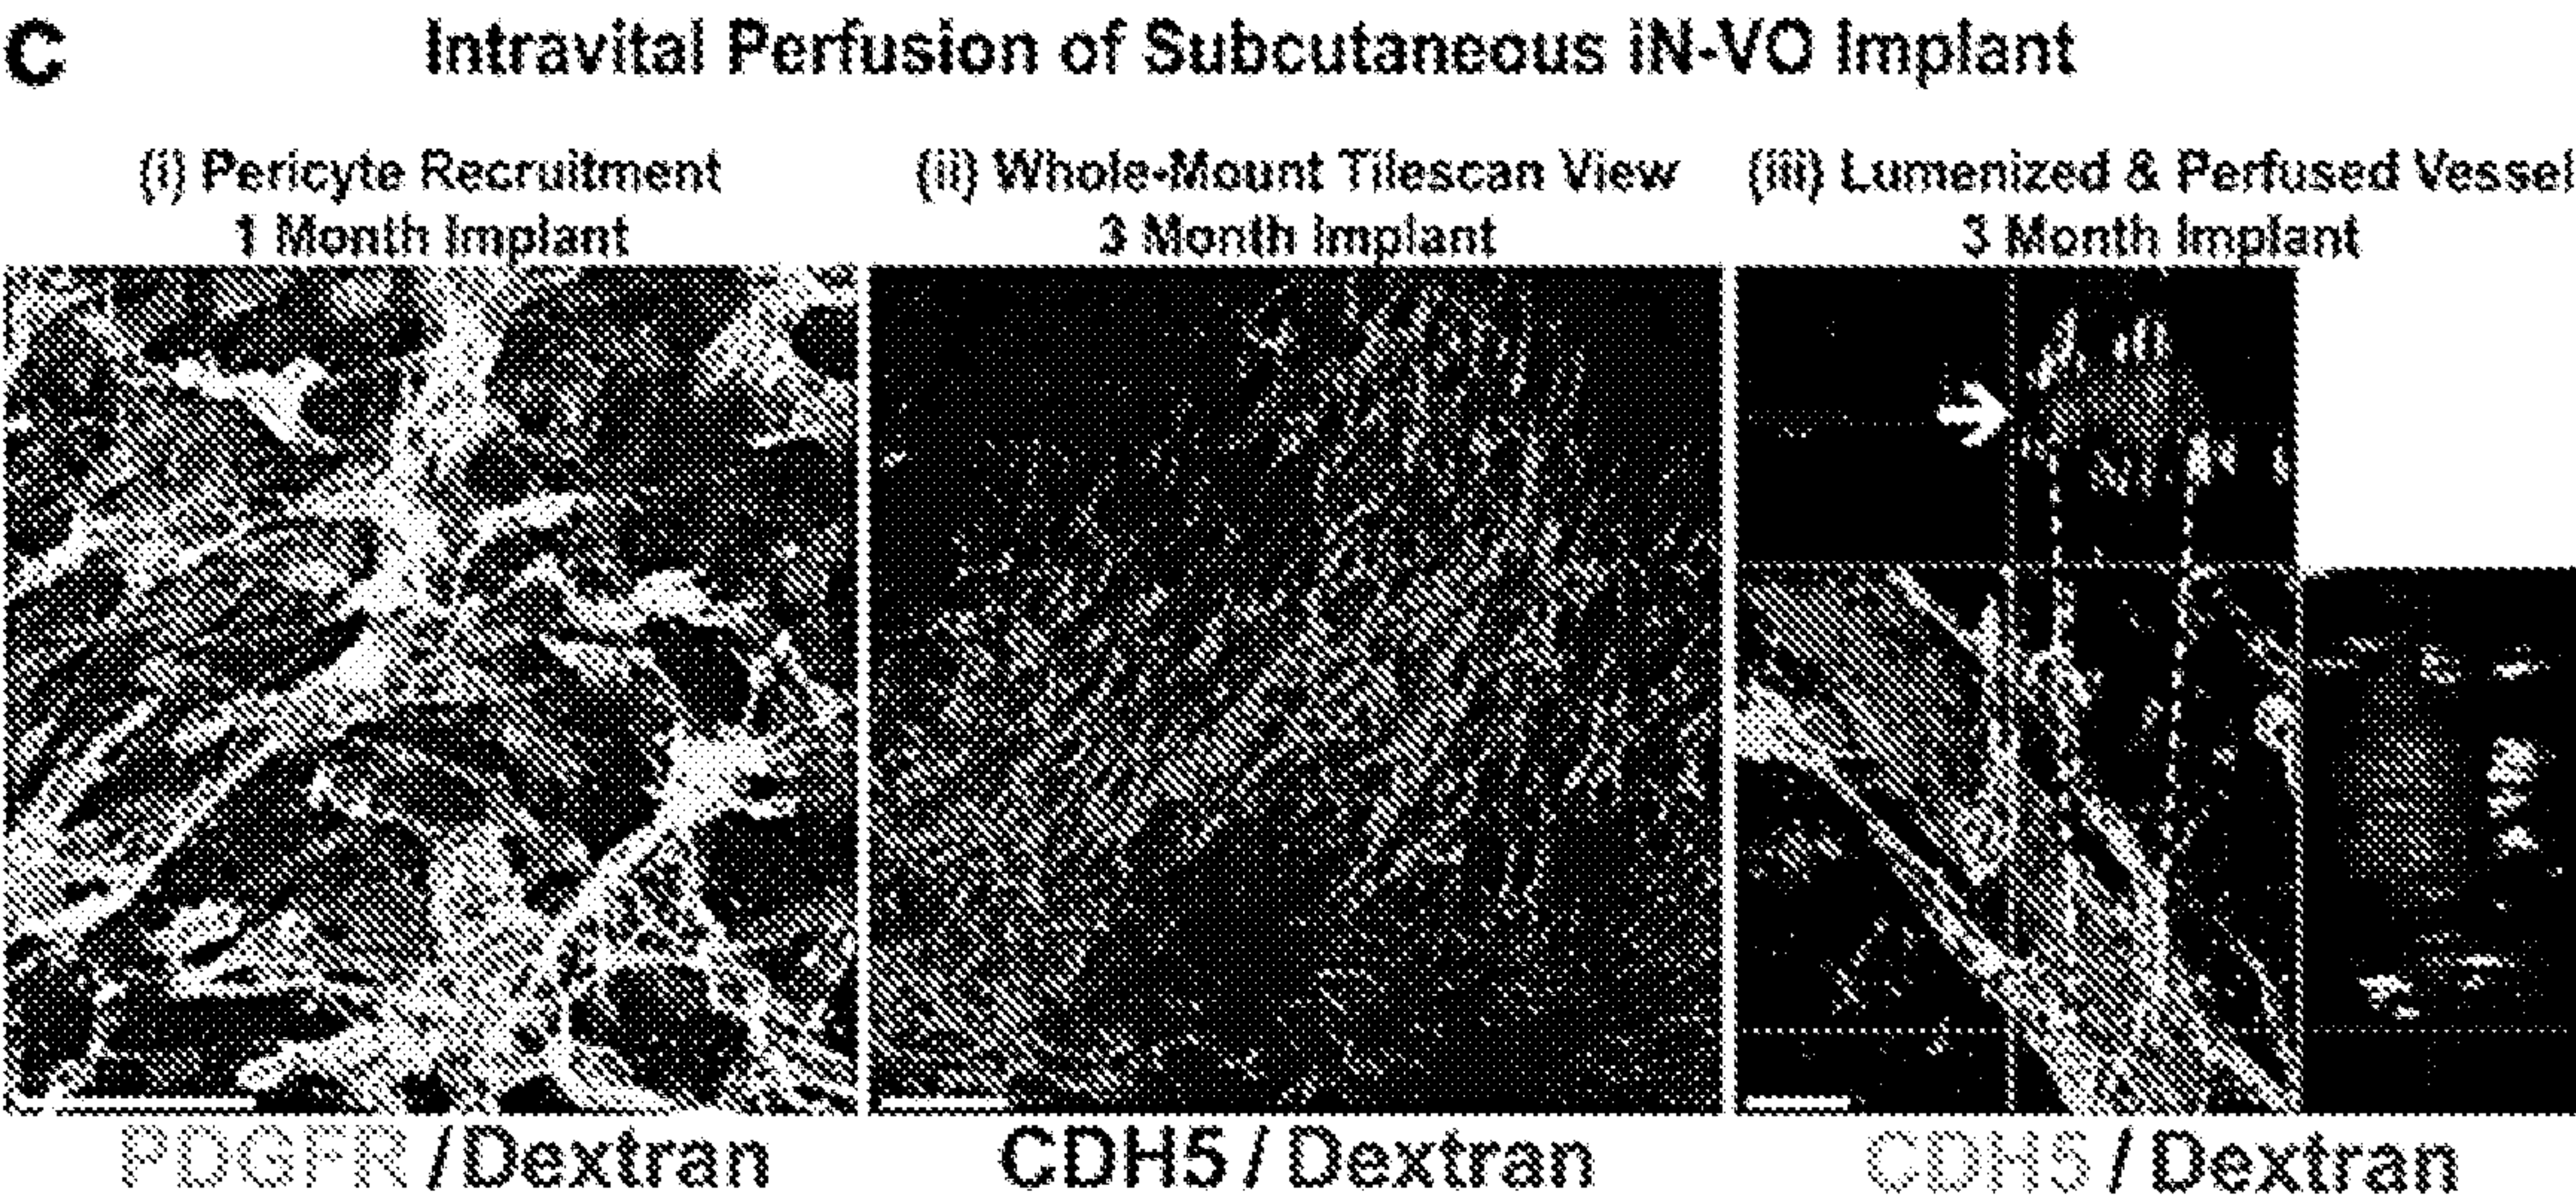 C
Intravital Perfusion of Subcutaneous iN-VO Implant
(i) Pericyte Recruitment
1 Month Implant
(ii) Whole-Mount Tilescan View
3 Month Implant
(iii) Lumenized & Perfused Vessel
3 Month Implant
PDGFR / Dextran
CDH5 / Dextran
CDH5 / Dextran